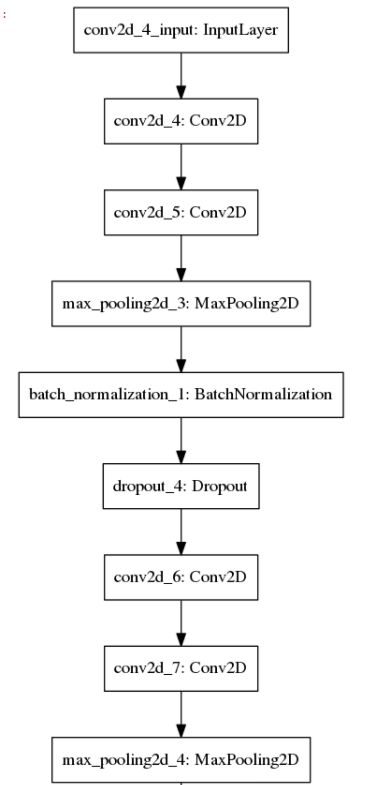 :
conv2d_4_input: InputLayer
conv2d_4: Conv2D
conv2d_5: Conv2D
max_pooling2d_3: MaxPooling2D
batch_normalization_1: BatchNormalization
dropout_4: Dropout
conv2d_6: Conv2D
conv2d_7: Conv2D
max_pooling2d_4: MaxPooling2D